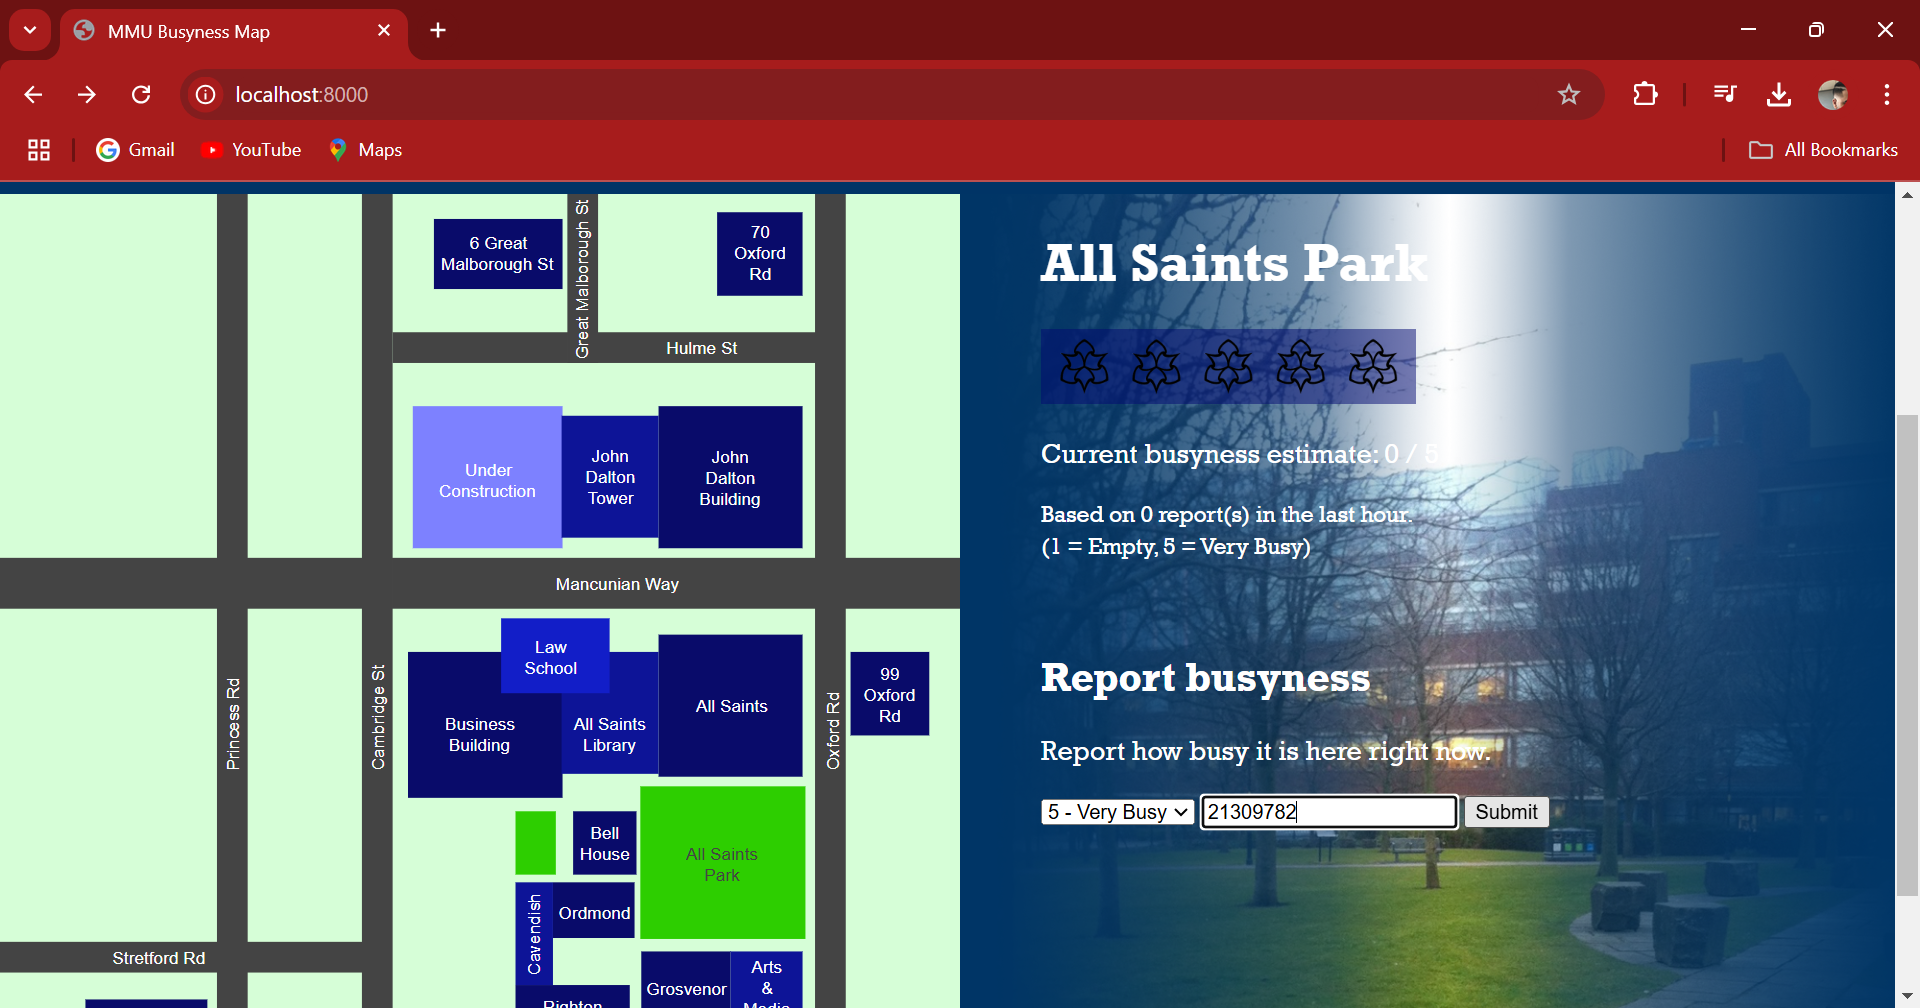 MMU Busyness Map
localhost:8000
Gmail
YouTube
Maps
All Bookmarks
6 Great
Malborough St
Great Malborough St
70
Oxford
Rd
Hulme St
Under
Construction
John
Dalton
Tower
John
Dalton
Building
Mancunian Way
Princess Rd
Cambridge St
Law
School
Business
Building
All Saints
Library
All Saints
Oxford Rd
99
Oxford
Rd
Bell
House
All Saints
Park
Cavendish
Ordmond
Stretford Rd
Righton
Grosvenor
Arts
&
Media
All Saints Park
Current busyness estimate: 0 / 5
Based on 0 report(s) in the last hour.
(1 = Empty, 5 = Very Busy)
Report busyness
Report how busy it is here right now.
5 - Very Busy
21309782
Submit